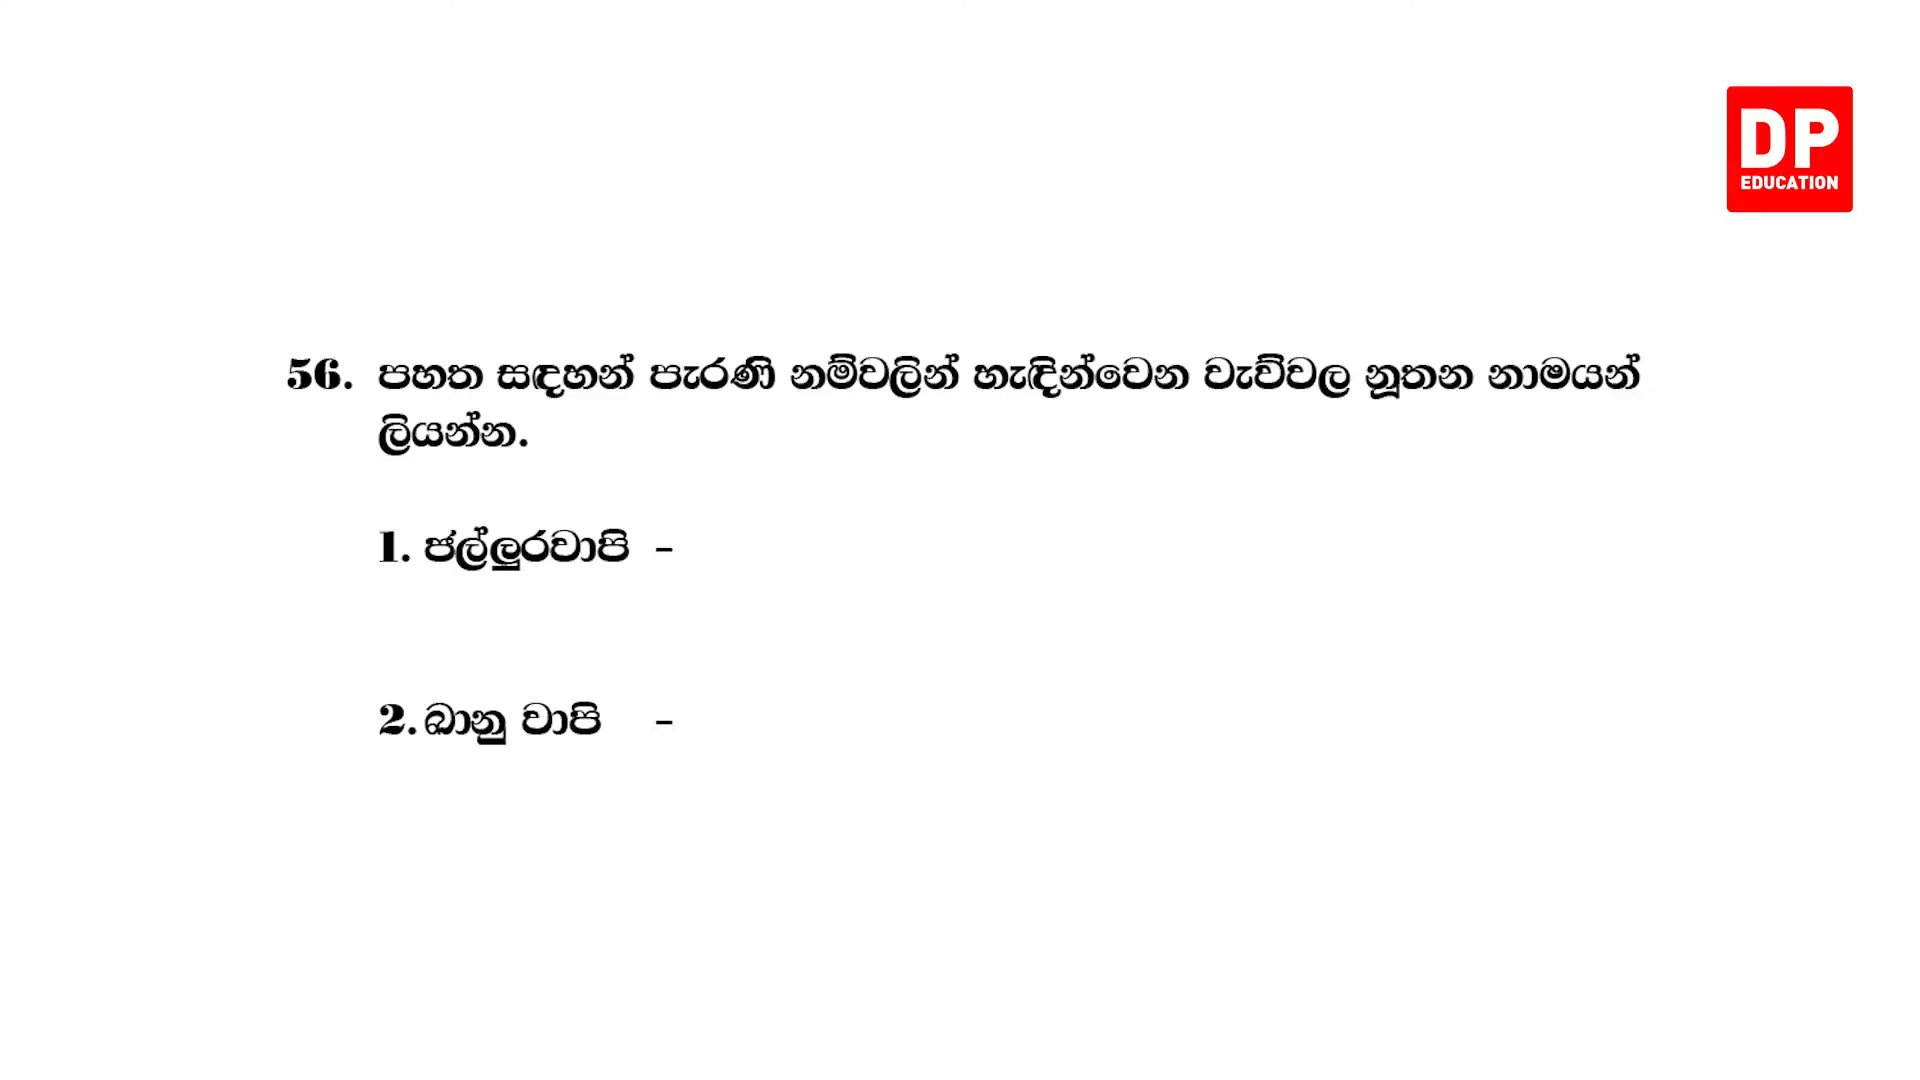 DP
EDUCATION
56. පහත සඳහන් පැරණි නම්වලින් හැඳින්වෙන වැව්වල නූතන නාමයන්
ලියන්න.
1. ජල්ලුරවාපි -
2. ඛානු වාපි -